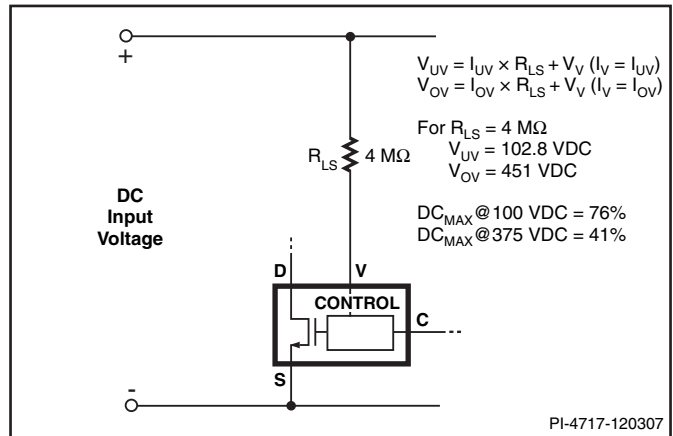 +
V_UV = I_UV × R_LS + V_V (I_V = I_UV)
V_OV = I_OV × R_LS + V_V (I_V = I_OV)
For R_LS = 4 MΩ
V_UV = 102.8 VDC
V_OV = 451 VDC
R_LS 4 MΩ
DC
Input
Voltage
DC_MAX@100 VDC = 76%
DC_MAX@375 VDC = 41%
D V
CONTROL
C
S
-
PI-4717-120307